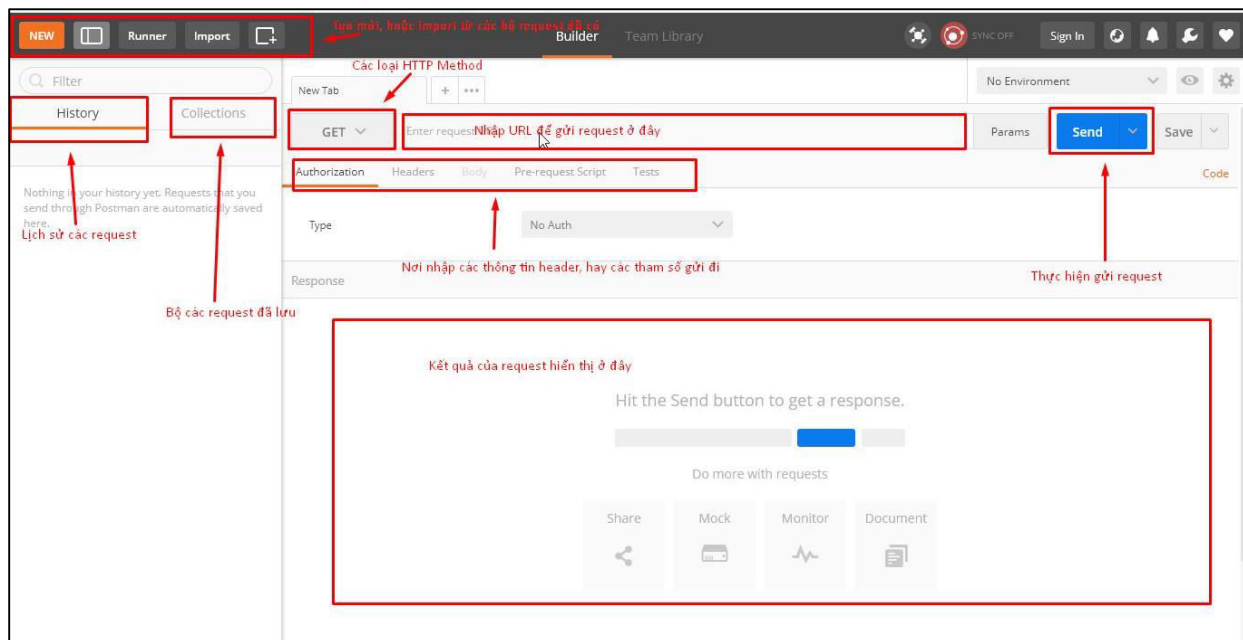 NEW Runner Import Tạo mới, hoặc import từ các bộ request đã có Builder Team Library SYNC OFF Sign In
Filter
Các loại HTTP Method
New Tab
No Environment
History Collections
GET Enter request Nhập URL để gửi request ở đây Params Send Save
Authorization Headers Body Pre-request Script Tests Code
Nothing in your history yet. Requests that you
send through Postman are automatically saved
here.
Lịch sử các request
Type No Auth
Nơi nhập các thông tin header, hay các tham số gửi đi
Response
Thực hiện gửi request
Bộ các request đã lưu
Kết quả của request hiển thị ở đây
Hit the Send button to get a response.
Do more with requests
Share Mock Monitor Document